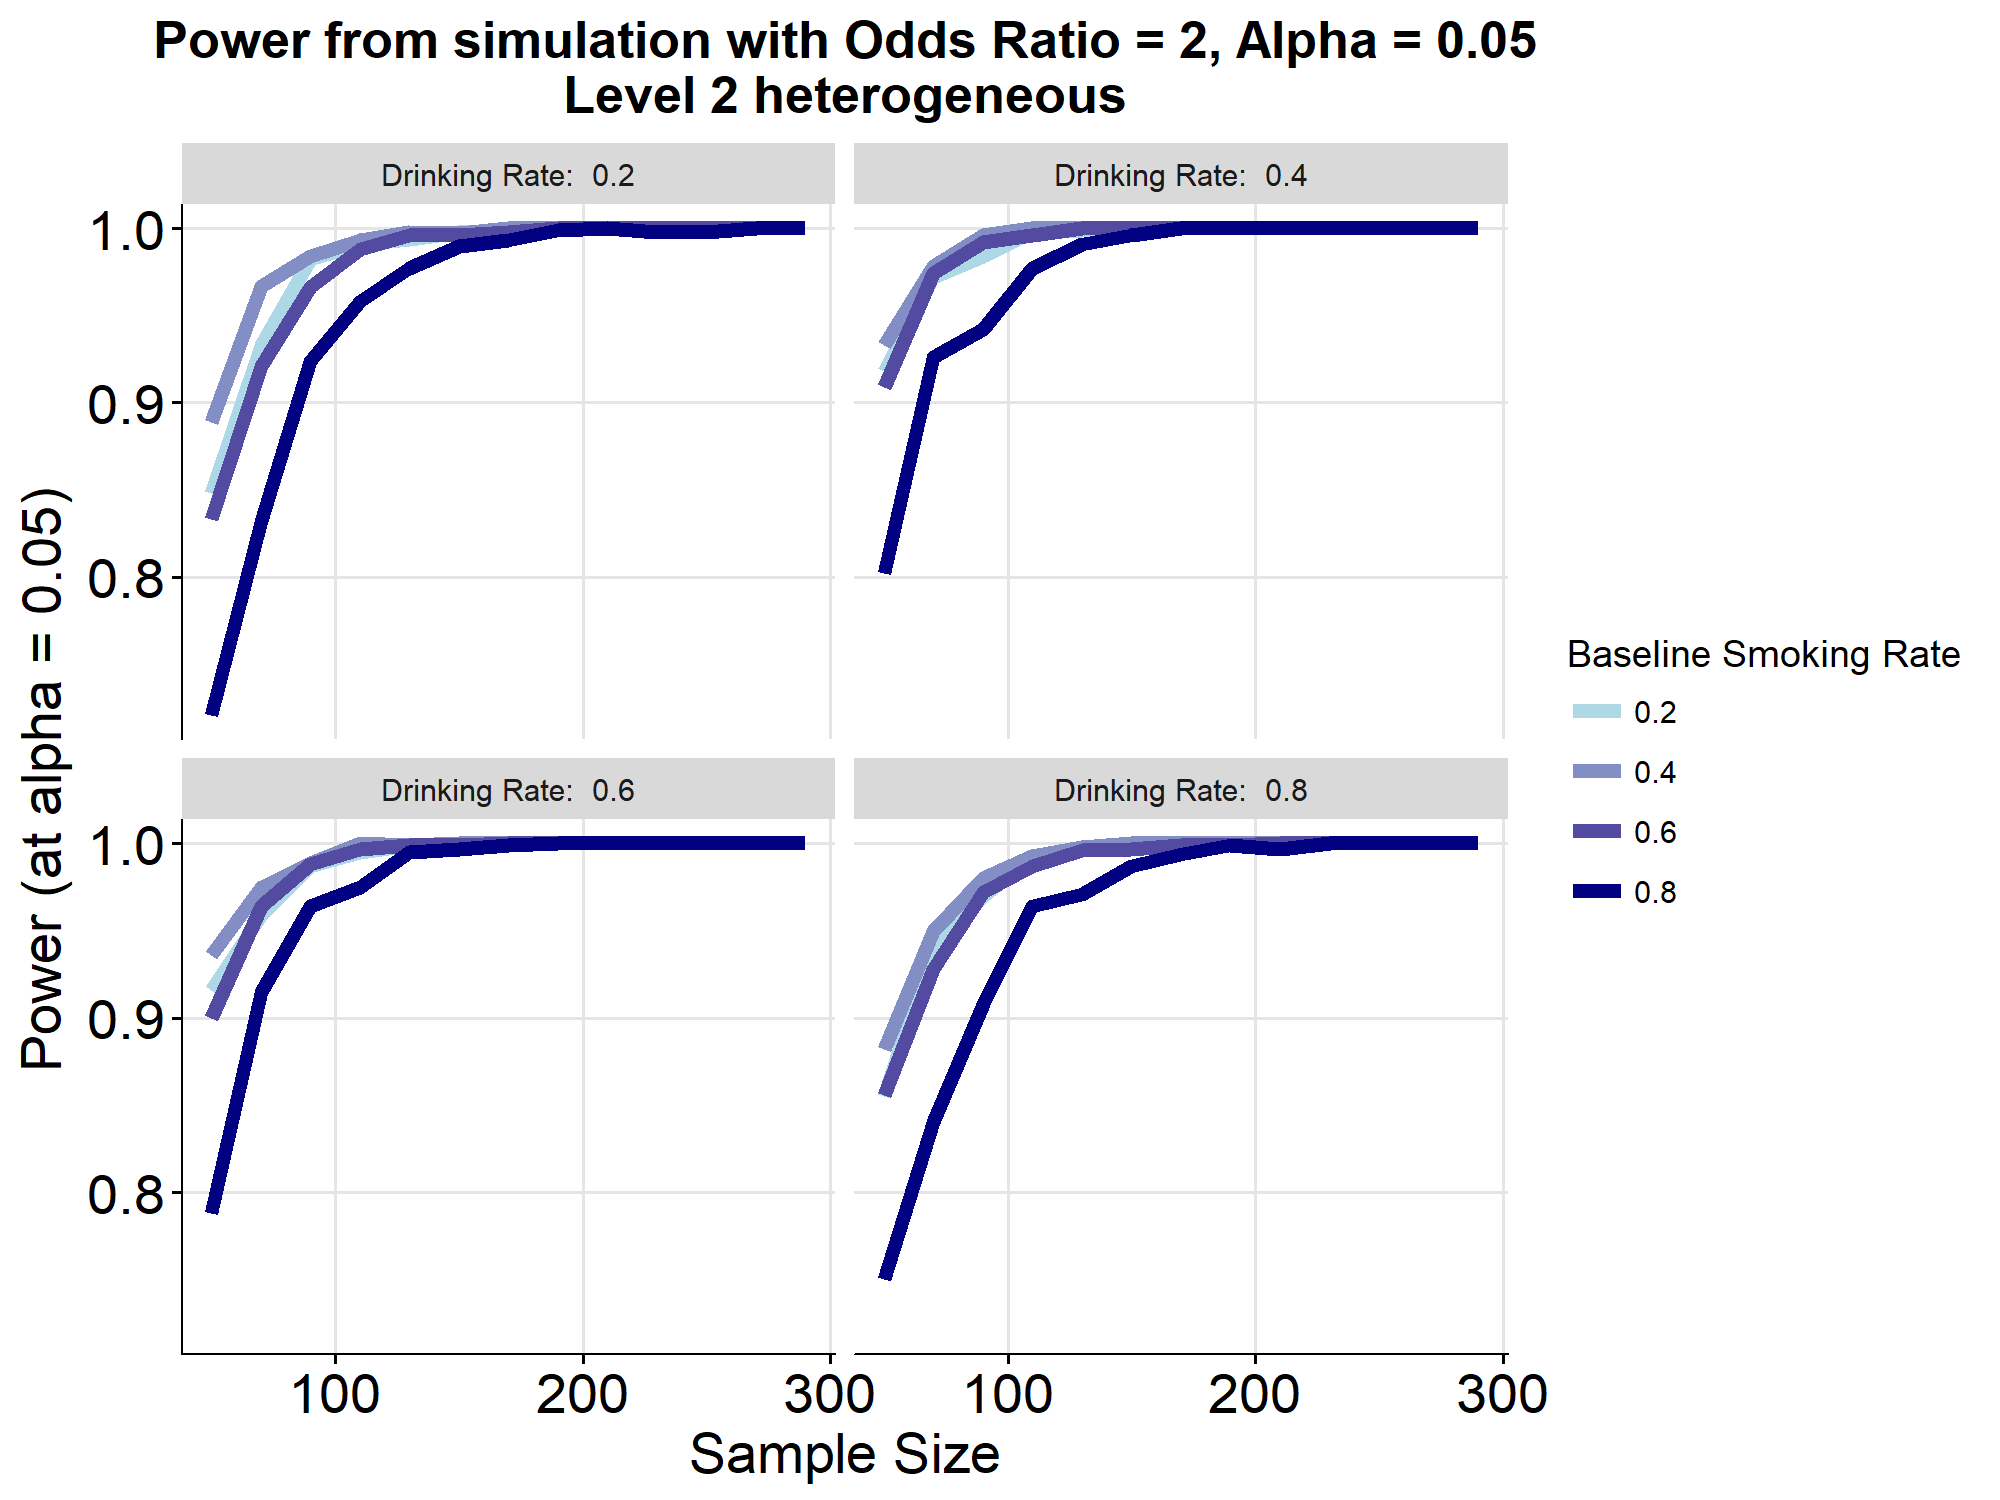 Power from simulation with Odds Ratio = 2, Alpha = 0.05
Level 2 heterogeneous
Drinking Rate: 0.2
Drinking Rate: 0.4
1.0
0.9
0.8
Drinking Rate: 0.6
Drinking Rate: 0.8
1.0
0.9
0.8
100
200
300
100
200
300
Sample Size
Power (at alpha = 0.05)
Baseline Smoking Rate
0.2
0.4
0.6
0.8